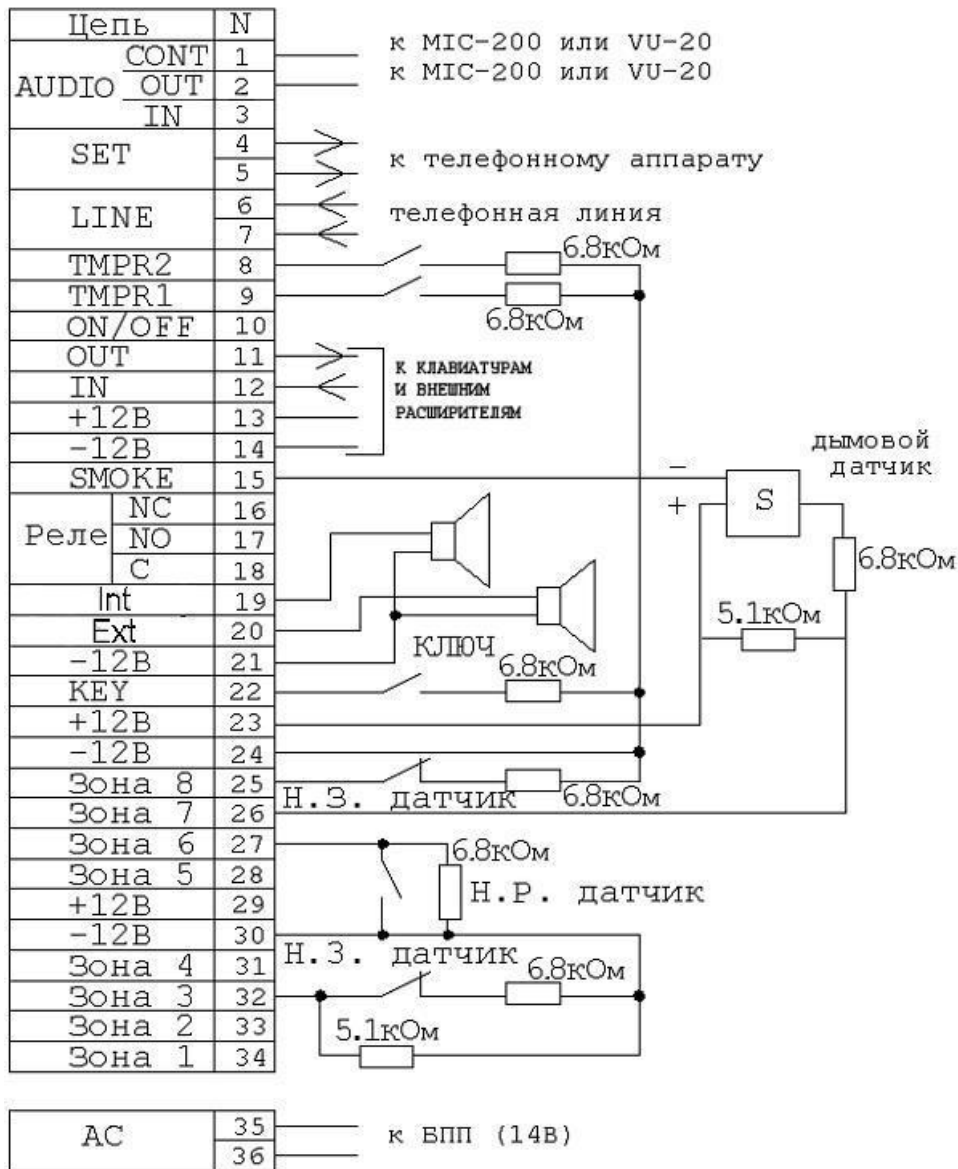 Цепь N
AUDIO CONT 1
OUT 2
IN 3
к MIC-200 или VU-20
к MIC-200 или VU-20
SET 4
5
к телефонному аппарату
LINE 6
7
телефонная линия
TMPR2 8
6.8кОм
TMPR1 9
6.8кОм
ON/OFF 10
OUT 11
IN 12
+12В 13
-12В 14
К КЛАВИАТУРАМ
И ВНЕШНИМ
РАСШИРИТЕЛЯМ
SMOKE 15
дымовой
датчик
-
+
S
6.8кОм
5.1кОм
Реле NC 16
NO 17
C 18
Int 19
Ext 20
-12В 21
КЛЮЧ
6.8кОм
KEY 22
+12В 23
-12В 24
Зона 8 25
Н.З. датчик
6.8кОм
Зона 7 26
Зона 6 27
6.8кОм
Зона 5 28
Н.Р. датчик
+12В 29
-12В 30
Н.З. датчик
6.8кОм
Зона 4 31
Зона 3 32
Зона 2 33
5.1кОм
Зона 1 34
AC 35
36
к БПП (14В)